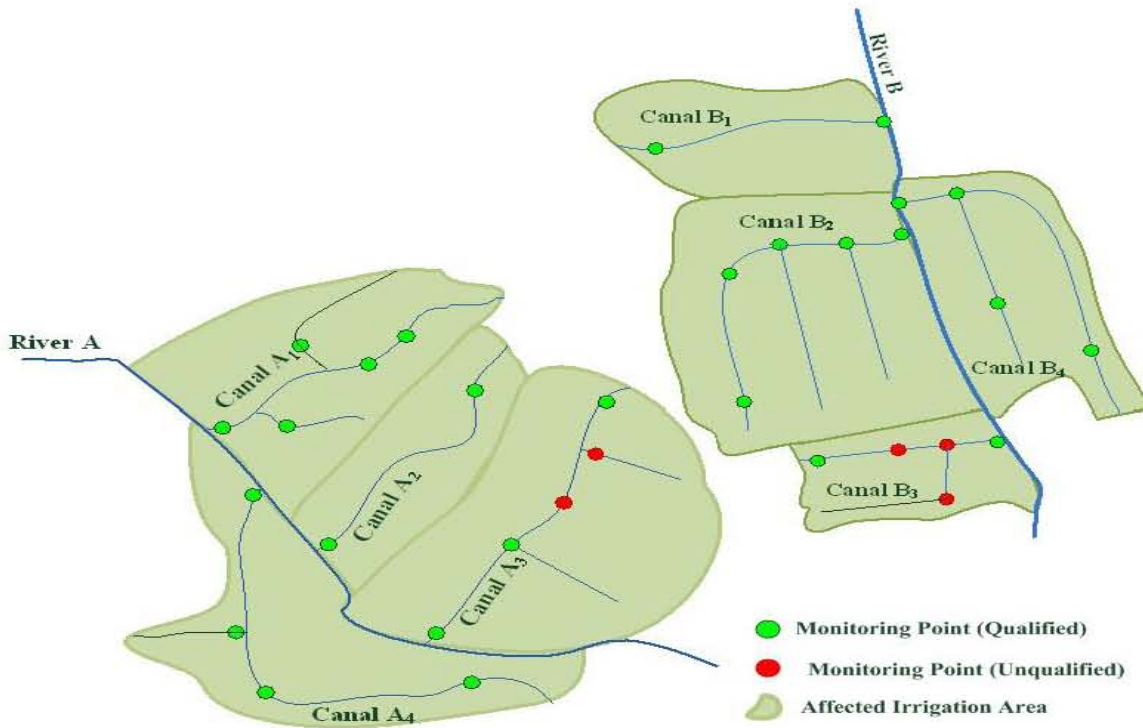 River B
Canal B₁
Canal B₂
River A
Canal A₁
Canal B₄
Canal A₂
Canal B₃
Canal A₃
Monitoring Point (Qualified)
Monitoring Point (Unqualified)
Affected Irrigation Area
Canal A₄